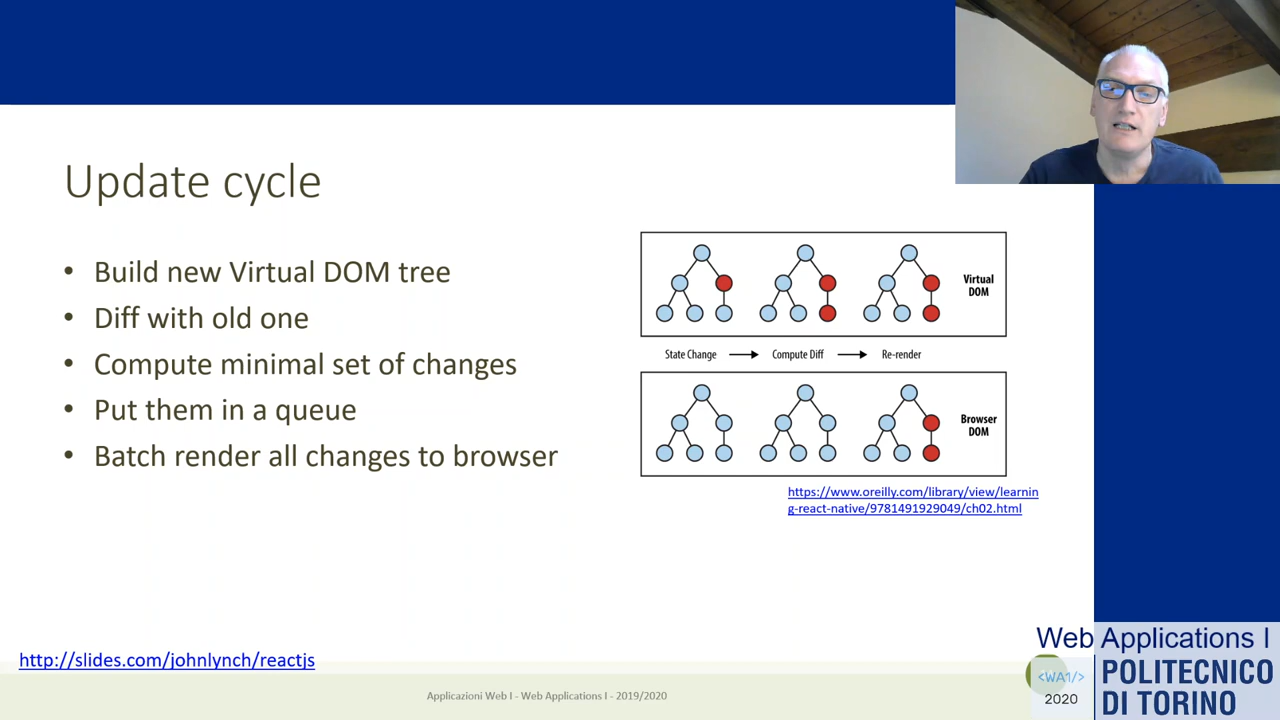 Update cycle
• Build new Virtual DOM tree
• Diff with old one
• Compute minimal set of changes
• Put them in a queue
• Batch render all changes to browser
Virtual
DOM
State Change
Compute Diff
Re-render
Browser
DOM
https://www.oreilly.com/library/view/learnin
g-react-native/9781491929049/ch02.html
http://slides.com/johnlynch/reactjs
Applicazioni Web I - Web Applications I - 2019/2020
Web Applications I
<WA1/>
2020
POLITECNICO
DI TORINO